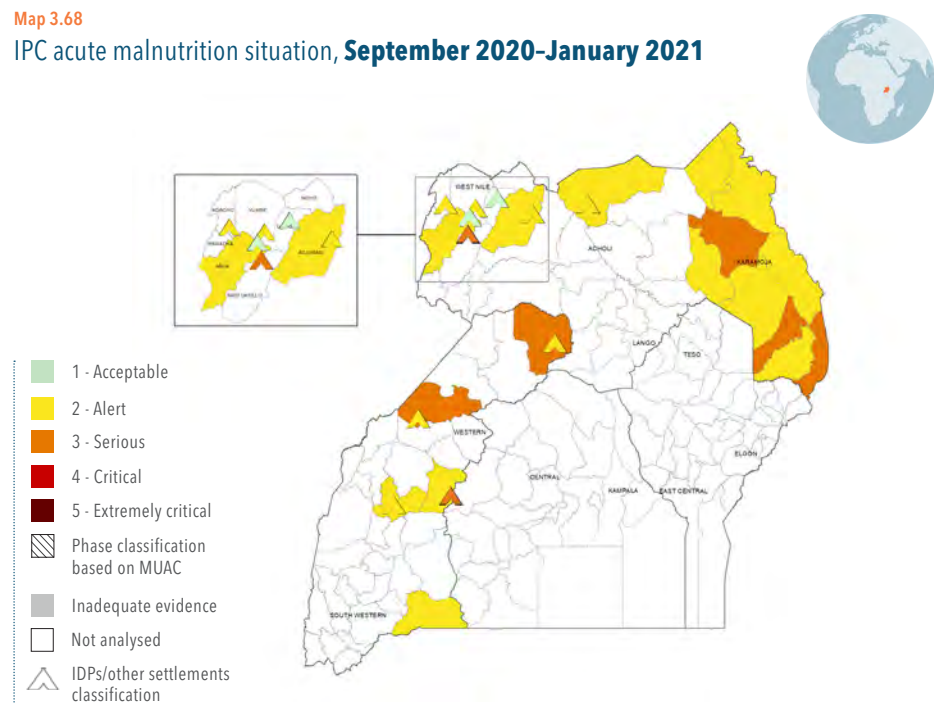 Map 3.68
IPC acute malnutrition situation, September 2020–January 2021
WEST NILE
ADJUMANI
ADHOLI
KARAMOJA
LANGO
TESO
1 - Acceptable
2 - Alert
3 - Serious
4 - Critical
5 - Extremely critical
Phase classification
based on MUAC
Inadequate evidence
Not analysed
IDPs/other settlements
classification
WESTERN
ELGON
CENTRAL
KAMPALA
EAST CENTRAL
SOUTH WESTERN